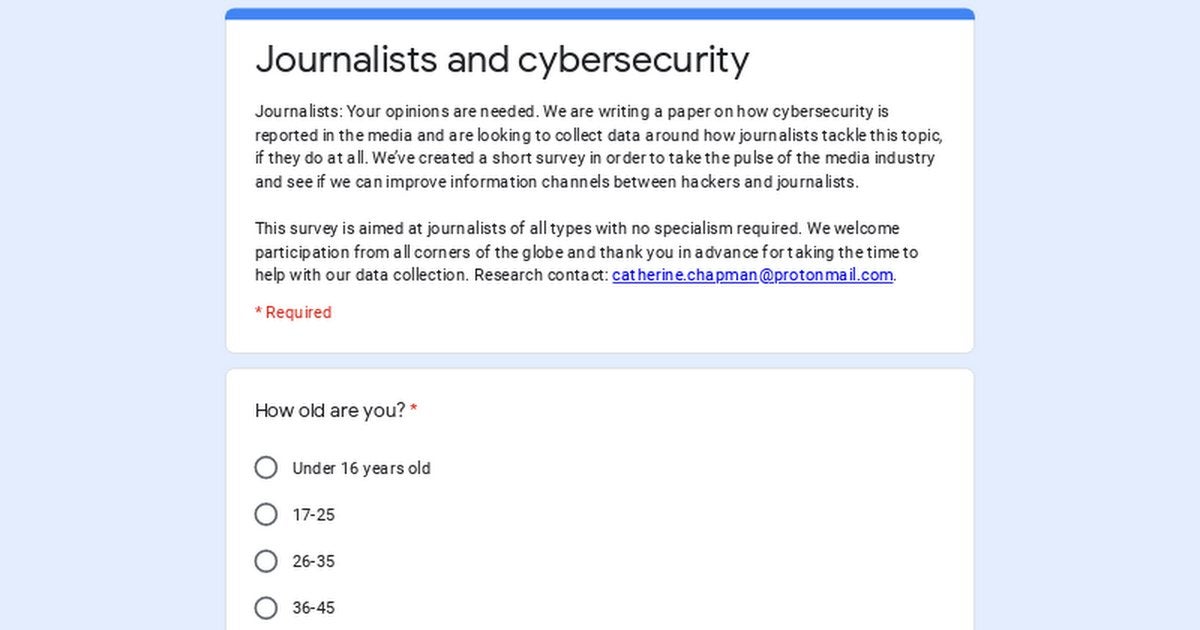 Journalists and cybersecurity
Journalists: Your opinions are needed. We are writing a paper on how cybersecurity is
reported in the media and are looking to collect data around how journalists tackle this topic,
if they do at all. We’ve created a short survey in order to take the pulse of the media industry
and see if we can improve information channels between hackers and journalists.
This survey is aimed at journalists of all types with no specialism required. We welcome
participation from all corners of the globe and thank you in advance for taking the time to
help with our data collection. Research contact: catherine.chapman@protonmail.com.
* Required
How old are you? *
Under 16 years old
17-25
26-35
36-45